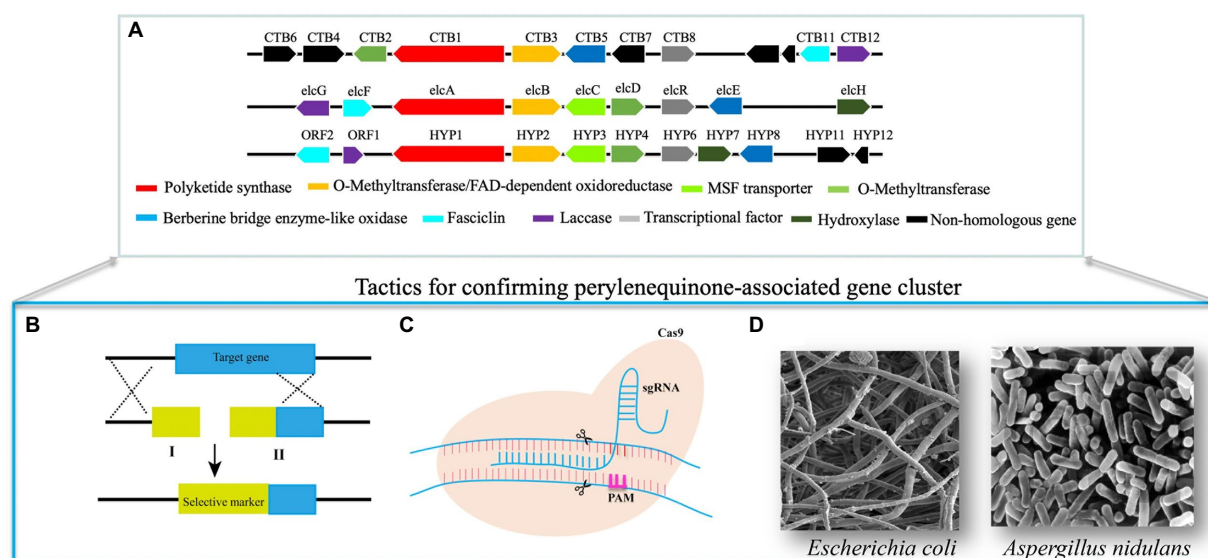 A
CTB6 CTB4 CTB2 CTB1 CTB3 CTB5 CTB7 CTB8 CTB11 CTB12
elcG elcF elcA elcB elcC elcD elcR elcE elcH
ORF2 ORF1 HYP1 HYP2 HYP3 HYP4 HYP6 HYP7 HYP8 HYP11 HYP12
Polyketide synthase O-Methyltransferase/FAD-dependent oxidoreductase MSF transporter O-Methyltransferase
Berberine bridge enzyme-like oxidase Fasciclin Laccase Transcriptional factor Hydroxylase Non-homologous gene
Tactics for confirming perylenequinone-associated gene cluster
B
Target gene
I II
Selective marker
C
Cas9
sgRNA
PAM
D
Escherichia coli Aspergillus nidulans